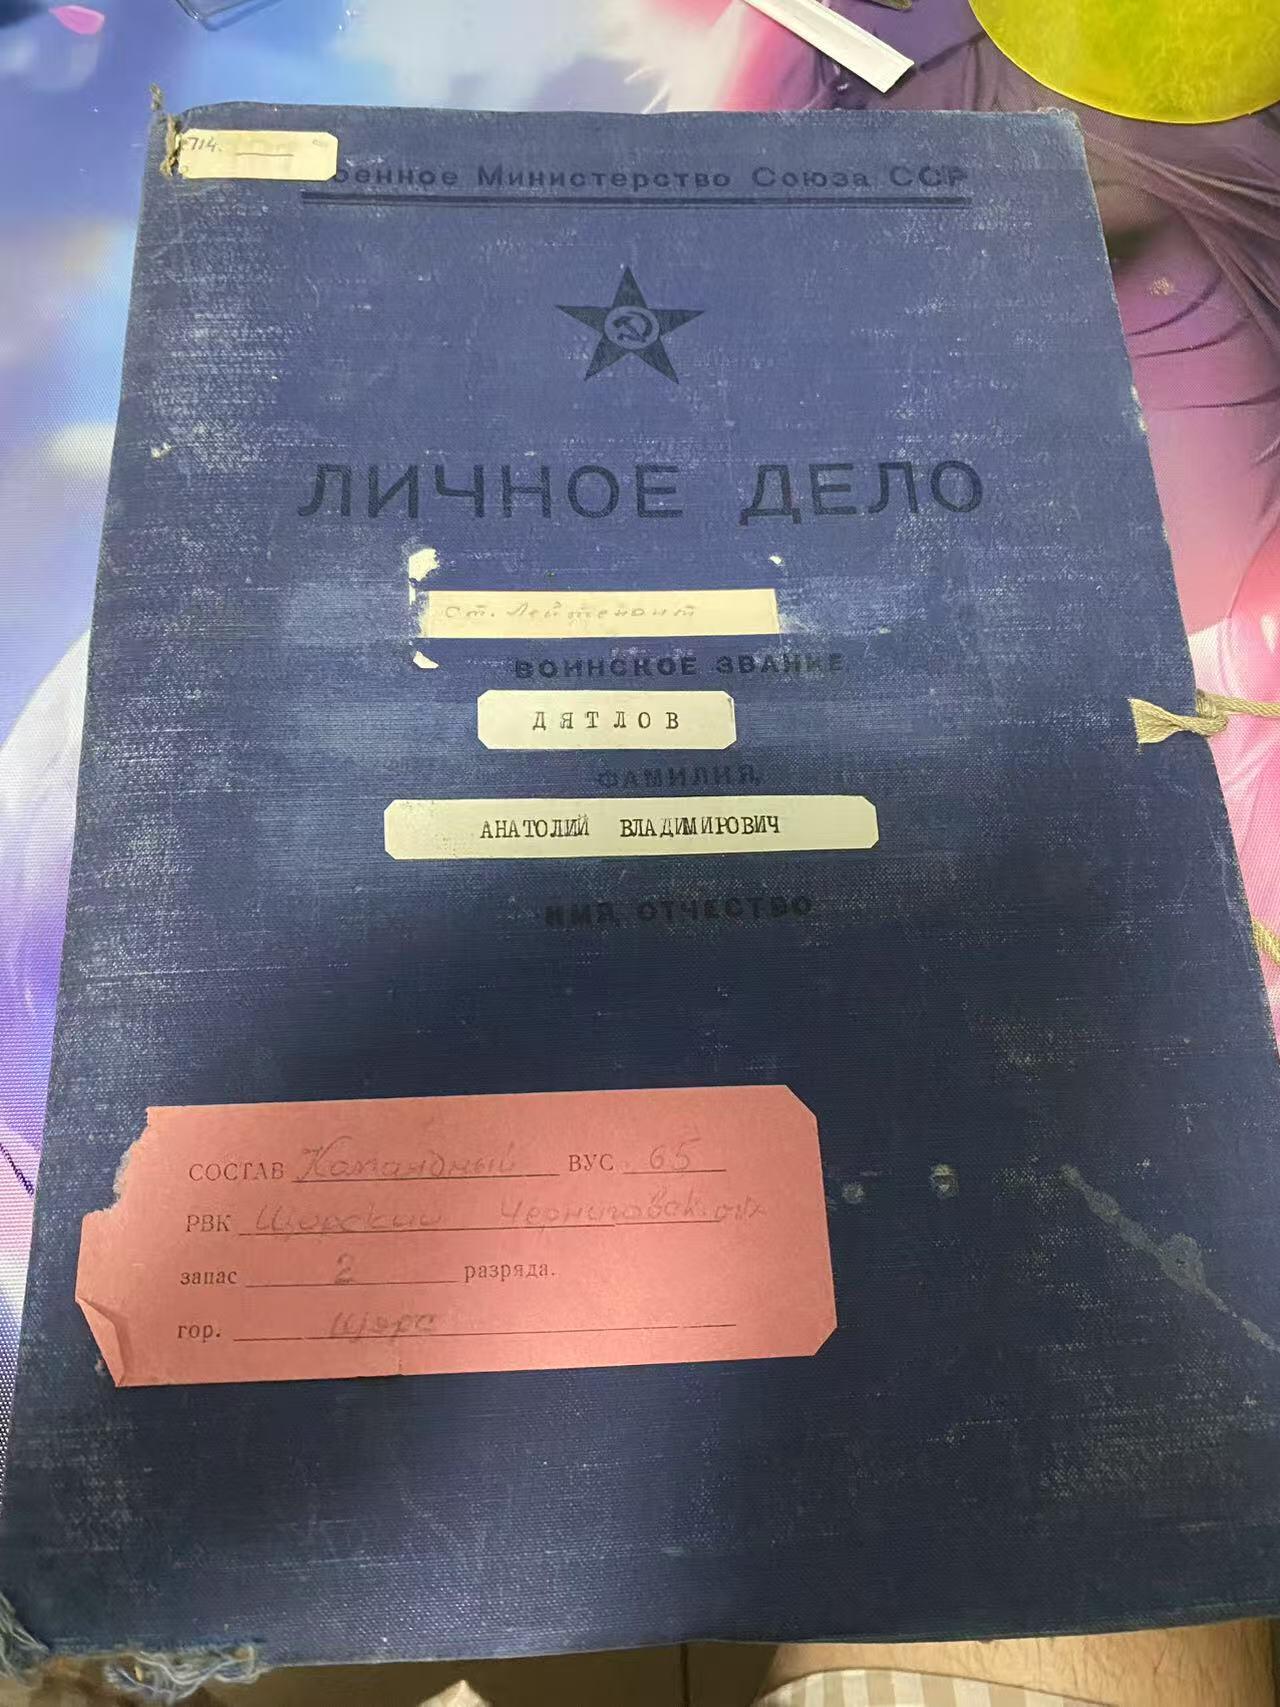 714.
оенное Министерство Союза ССР
ЛИЧНОЕ ДЕЛО
ст. Лейтенант
ВОИНСКОЕ ЗВАНИЕ
ДЯТЛОВ
ФАМИЛИЯ,
АНАТОЛИЙ ВЛАДИМИРОВИЧ
ИМЯ, ОТЧЕСТВО
СОСТАВ Командный ВУС 65
РВК Щорский Черниговск обл
запас 2 разряда.
гор. Щорс